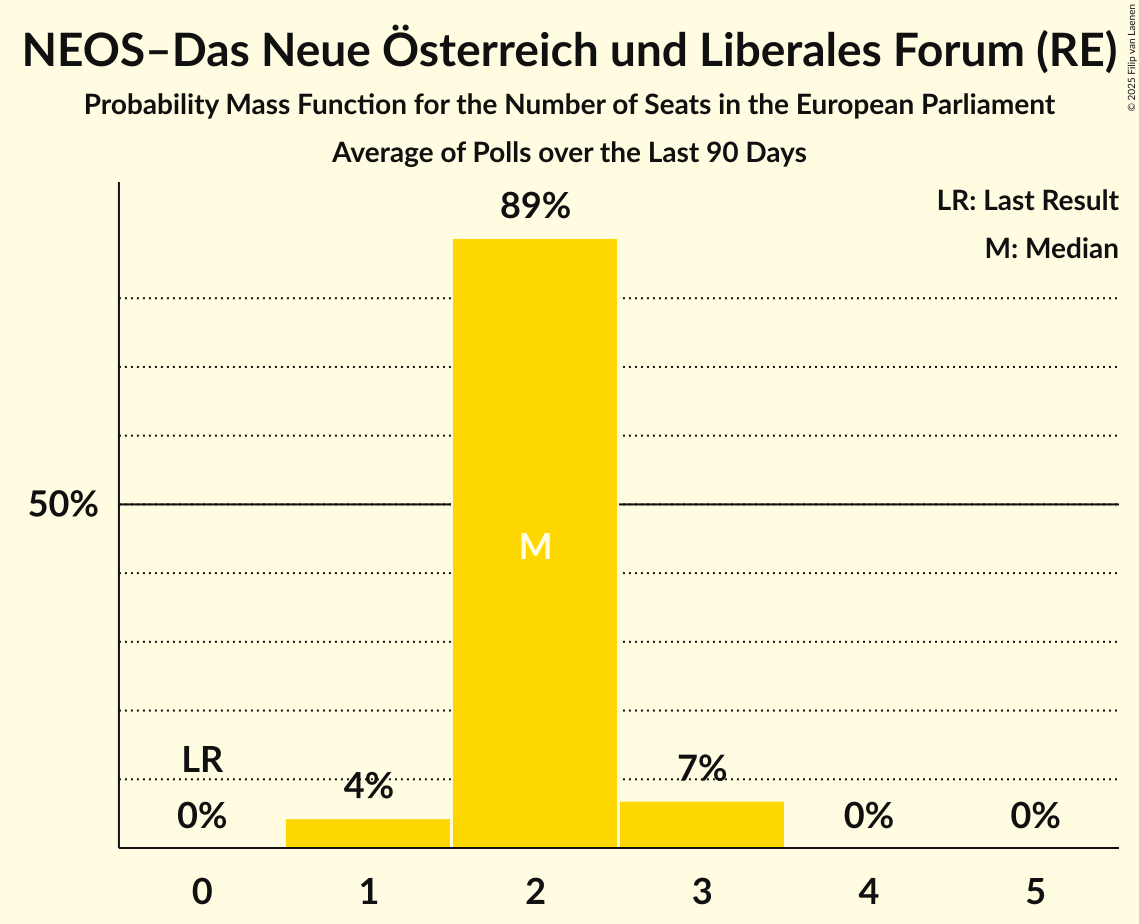 NEOS–Das Neue Österreich und Liberales Forum (RE)
Probability Mass Function for the Number of Seats in the European Parliament
Average of Polls over the Last 90 Days
© 2025 Filip van Laenen
LR: Last Result
M: Median
89%
50%
M
LR
0%
4%
7%
0%
0%
0 1 2 3 4 5